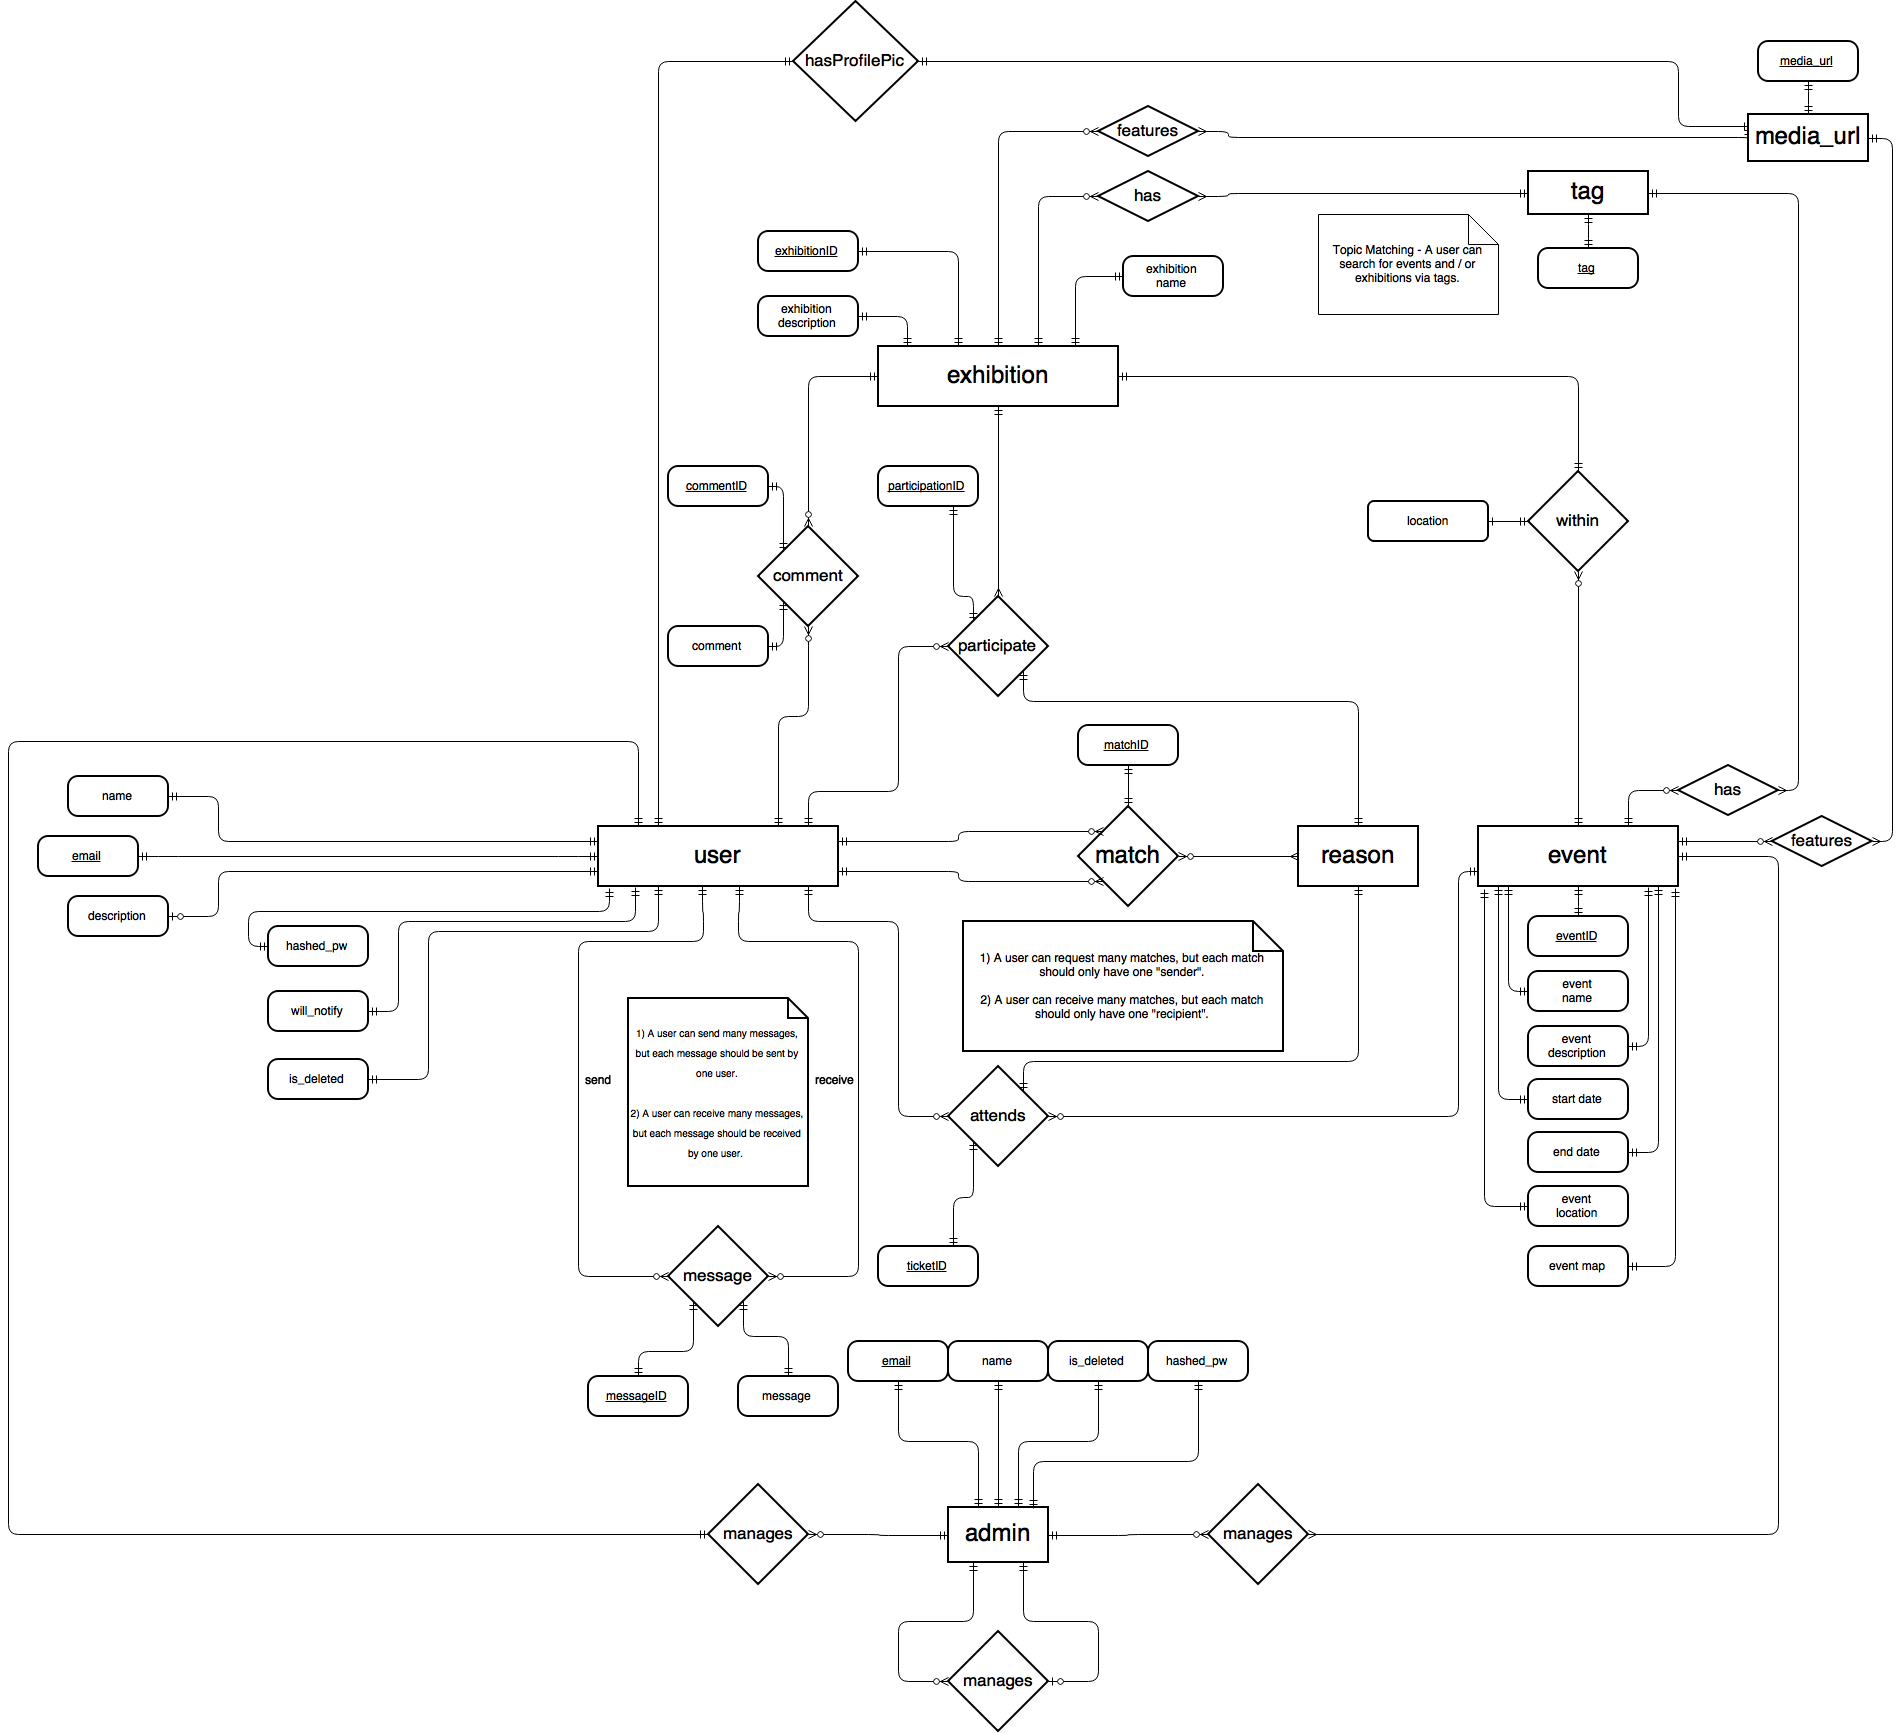 hasProfilePic
media_url
features
media_url
has
tag
exhibitionID
exhibition
name
Topic Matching - A user can
search for events and / or
exhibitions via tags.
tag
exhibition
description
exhibition
commentID
participationID
location
within
comment
comment
participate
matchID
name
has
features
email
user
match
reason
event
description
hashed_pw
1) A user can request many matches, but each match
should only have one "sender".
2) A user can receive many matches, but each match
should only have one "recipient".
eventID
event
name
will_notify
1) A user can send many messages,
but each message should be sent by
one user.
2) A user can receive many messages,
but each message should be received
by one user.
event
description
is_deleted
send
receive
start date
attends
end date
event
location
ticketID
event map
message
messageID
message
email
name
is_deleted
hashed_pw
manages
admin
manages
manages